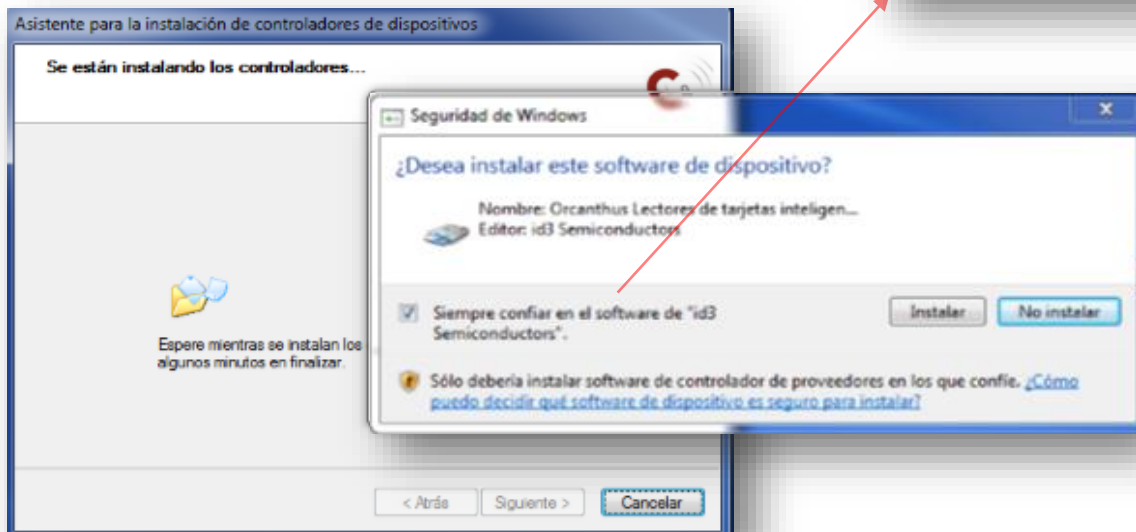 Asistente para la instalación de controladores de dispositivos
Se están instalando los controladores...
Seguridad de Windows
¿Desea instalar este software de dispositivo?
Nombre: Orcanthus Lectores de tarjetas inteligen...
Editor: id3 Semiconductors
Siempre confiar en el software de "id3
Semiconductors".
Instalar
No instalar
Espere mientras se instalan los
algunos minutos en finalizar.
Sólo debería instalar software de controlador de proveedores en los que confíe. ¿Cómo
puedo decidir qué software de dispositivo es seguro para instalar?
< Atrás
Siguiente >
Cancelar